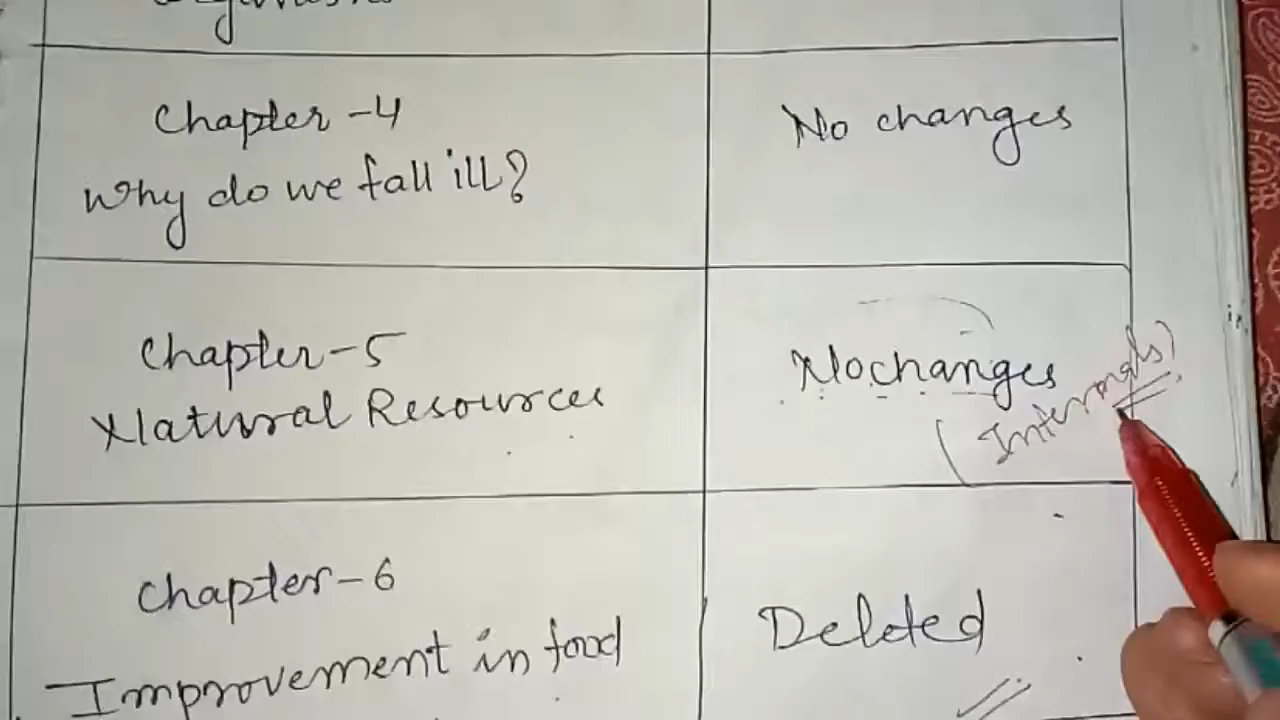 Chapter -4
Why do we fall ill?
No changes
Chapter-5
Natural Resources
No changes
(Internals)
Chapter-6
Improvement in food
Deleted